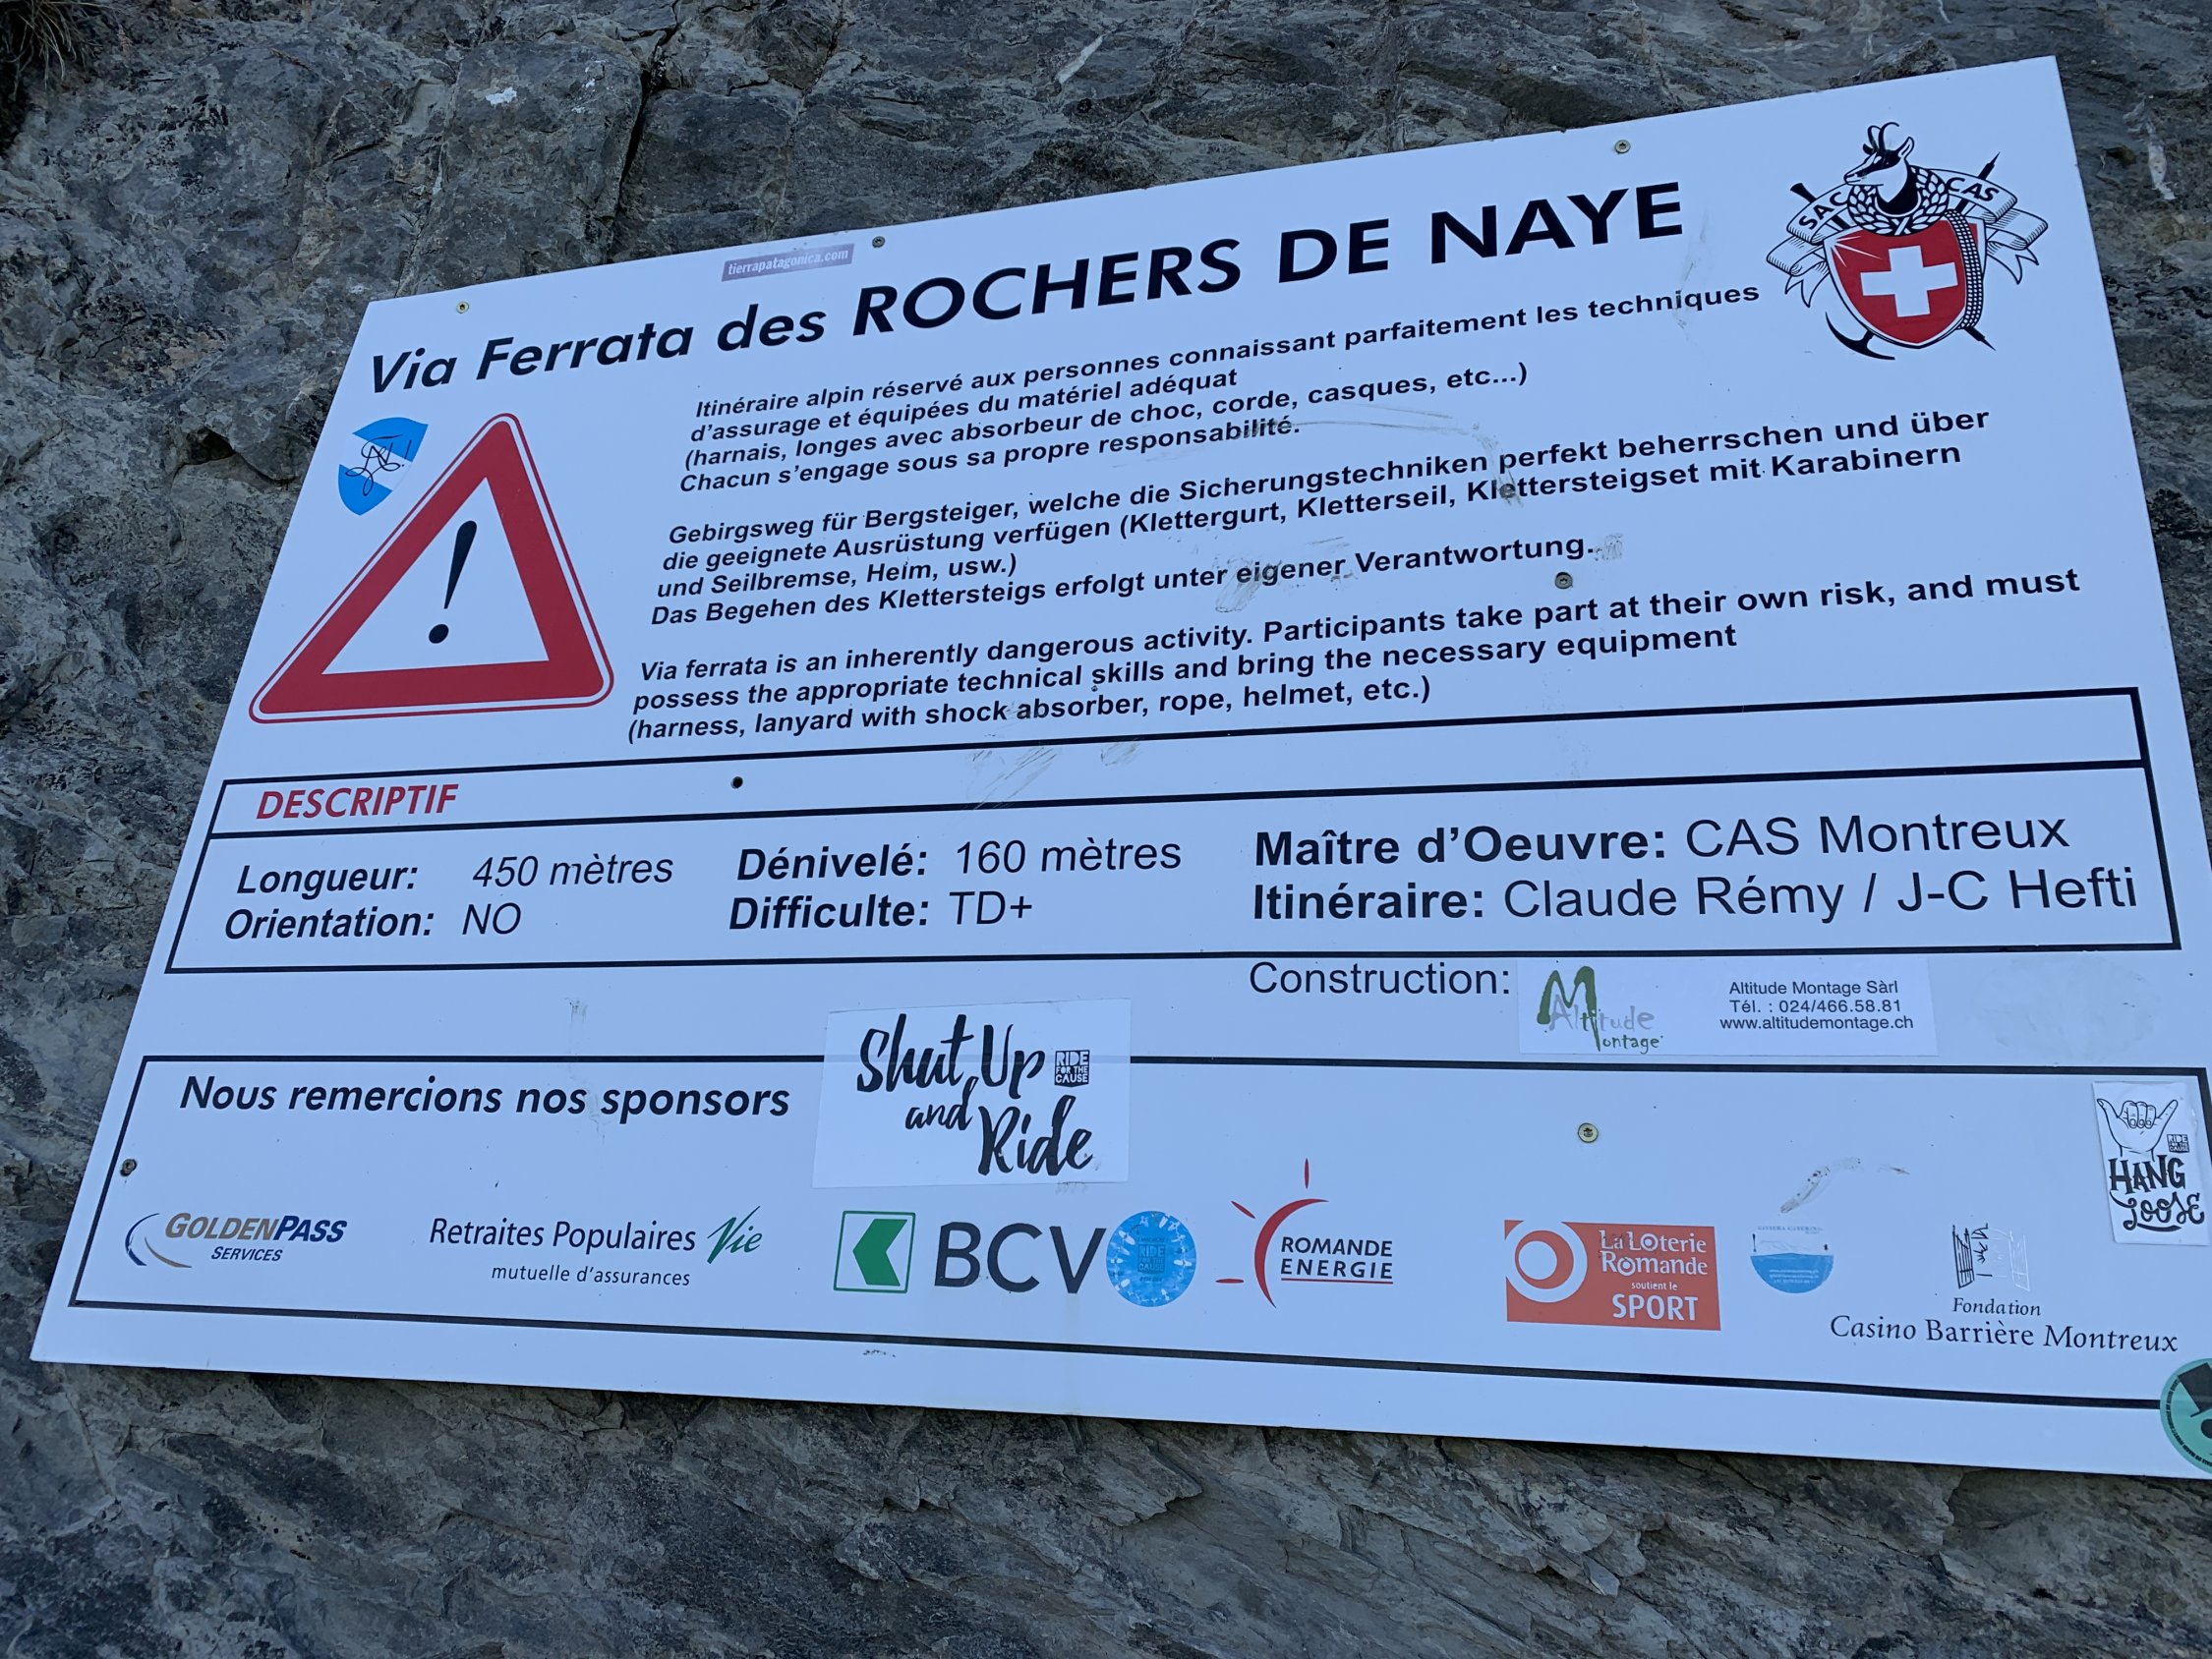 tierrapatagonica.com
Via Ferrata des ROCHERS DE NAYE
SAC CAS
Itinéraire alpin réservé aux personnes connaissant parfaitement les techniques
d'assurage et équipées du matériel adéquat
(harnais, longes avec absorbeur de choc, corde, casques, etc...)
Chacun s'engage sous sa propre responsabilité.
Gebirgsweg für Bergsteiger, welche die Sicherungstechniken perfekt beherrschen und über
die geeignete Ausrüstung verfügen (Klettergurt, Kletterseil, Klettersteigset mit Karabinern
und Seilbremse, Helm, usw.)
Das Begehen des Klettersteigs erfolgt unter eigener Verantwortung.
Via ferrata is an inherently dangerous activity. Participants take part at their own risk, and must
possess the appropriate technical skills and bring the necessary equipment
(harness, lanyard with shock absorber, rope, helmet, etc.)
DESCRIPTIF
Longueur: 450 mètres Dénivelé: 160 mètres Maître d'Oeuvre: CAS Montreux
Orientation: NO Difficulte: TD+ Itinéraire: Claude Rémy / J-C Hefti
Construction:
Altitude
Montage
Altitude Montage Sàrl
Tél. : 024/466.58.81
www.altitudemontage.ch
Nous remercions nos sponsors
Shut Up
and Ride
RIDE
FOR THE
CAUSE
HANG
LOOSE
GOLDENPASS
SERVICES
Retraites Populaires Vie
mutuelle d'assurances
BCV
RIDE
FOR THE
CAUSE
ROMANDE
ENERGIE
La Loterie
Romande
soutient le
SPORT
Fondation
Casino Barrière Montreux